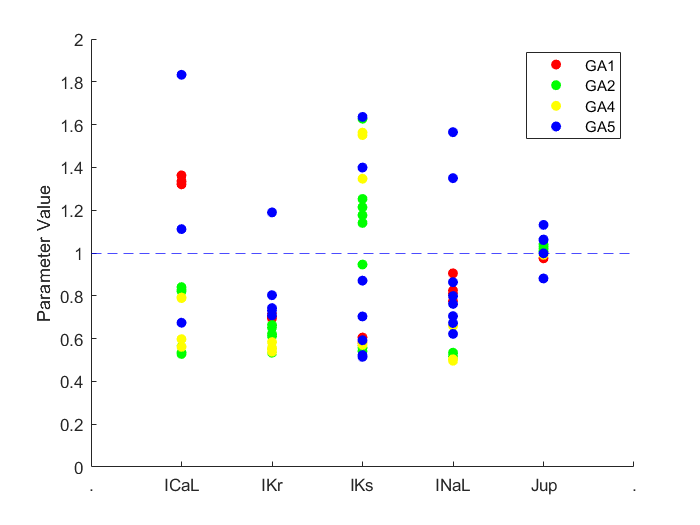 2
1.8
1.6
1.4
1.2
1
0.8
0.6
0.4
0.2
0
Parameter Value
GA1
GA2
GA4
GA5
. ICaL IKr IKs INaL Jup .